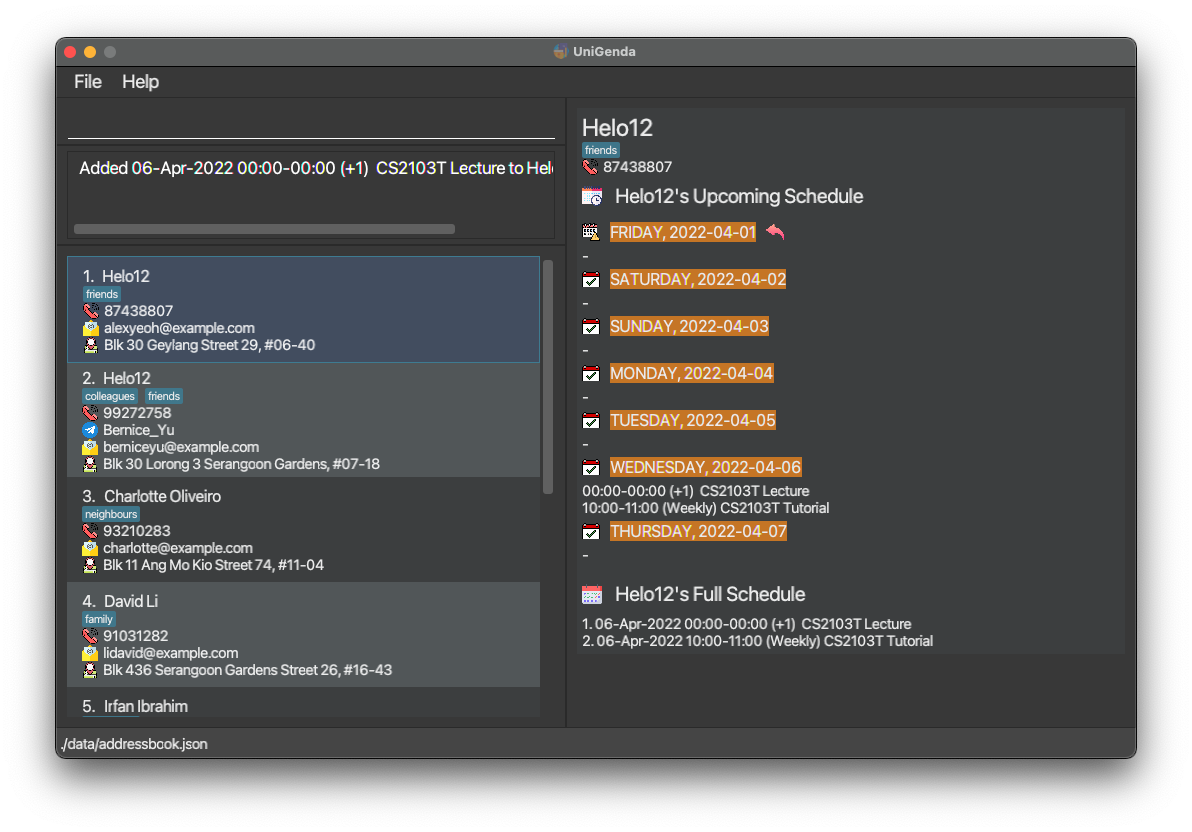 UniGenda
File Help
Added 06-Apr-2022 00:00-00:00 (+1) CS2103T Lecture to
1. Helo12
friends
87438807
alexyeoh@example.com
Blk 30 Geylang Street 29, #06-40
2. Helo12
colleagues friends
99272758
Bernice_Yu
berniceyu@example.com
Blk 30 Lorong 3 Serangoon Gardens, #07-18
3. Charlotte Oliveiro
neighbours
93210283
charlotte@example.com
Blk 11 Ang Mo Kio Street 74, #11-04
4. David Li
family
91031282
lidavid@example.com
Blk 436 Serangoon Gardens Street 26, #16-43
5. Irfan Ibrahim
Helo12
friends
87438807
Helo12's Upcoming Schedule
FRIDAY, 2022-04-01
-
SATURDAY, 2022-04-02
-
SUNDAY, 2022-04-03
-
MONDAY, 2022-04-04
-
TUESDAY, 2022-04-05
-
WEDNESDAY, 2022-04-06
00:00-00:00 (+1) CS2103T Lecture
10:00-11:00 (Weekly) CS2103T Tutorial
THURSDAY, 2022-04-07
-
Helo12's Full Schedule
1. 06-Apr-2022 00:00-00:00 (+1) CS2103T Lecture
2. 06-Apr-2022 10:00-11:00 (Weekly) CS2103T Tutorial
./data/addressbook.json